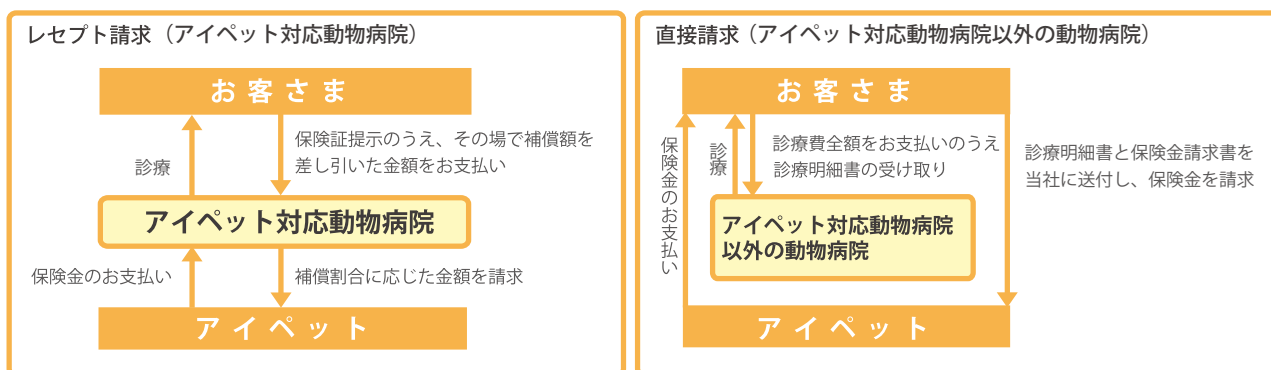 レセプト請求（アイペット対応動物病院）
お客さま
診療
保険証提示のうえ、その場で補償額を
差し引いた金額をお支払い
アイペット対応動物病院
保険金のお支払い
補償割合に応じた金額を請求
アイペット
直接請求（アイペット対応動物病院以外の動物病院）
お客さま
保険金のお支払い
診療
診療費全額をお支払いのうえ
診療明細書の受け取り
診療明細書と保険金請求書を
当社に送付し、保険金を請求
アイペット対応動物病院
以外の動物病院
アイペット